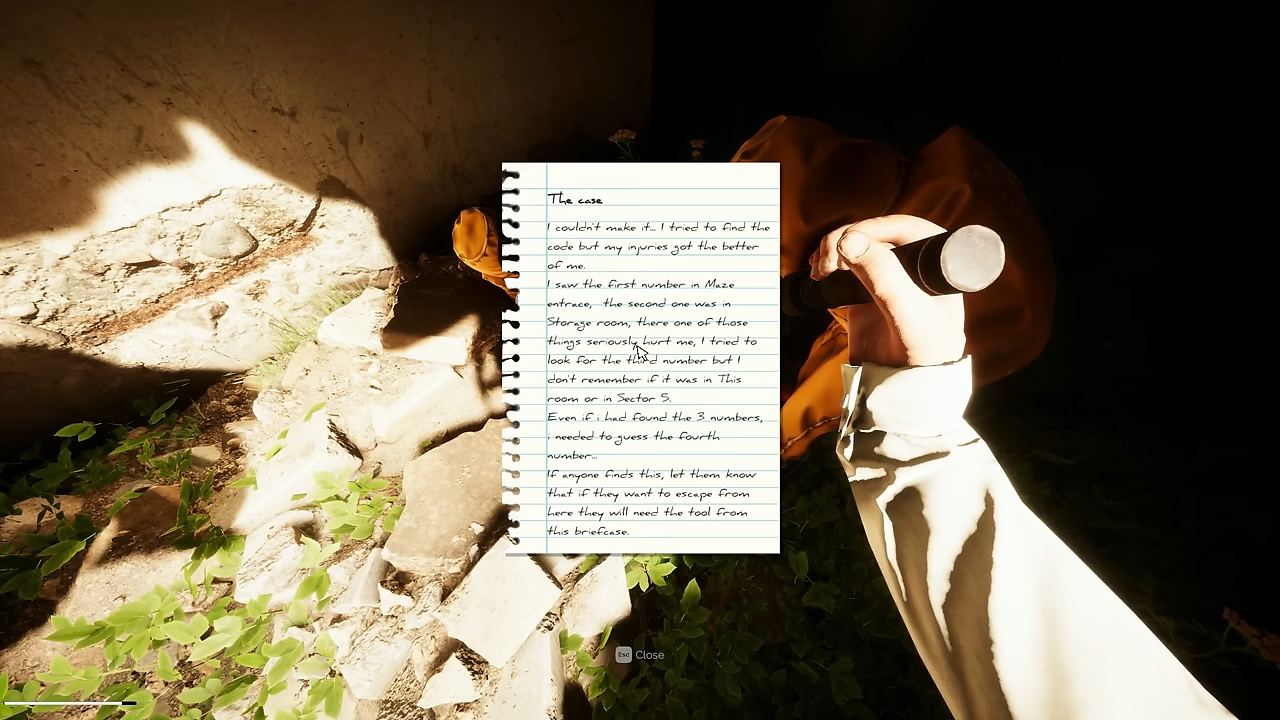 The case
I couldn't make it... I tried to find the
code but my injuries got the better
of me.
I saw the first number in Maze
entrace, the second one was in
Storage room, there one of those
things seriously hurt me, I tried to
look for the third number but I
don't remember if it was in This
room or in Sector 5.
Even if i had found the 3 numbers,
i needed to guess the fourth
number...
If anyone finds this, let them know
that if they want to escape from
here they will need the tool from
this briefcase.
Esc Close